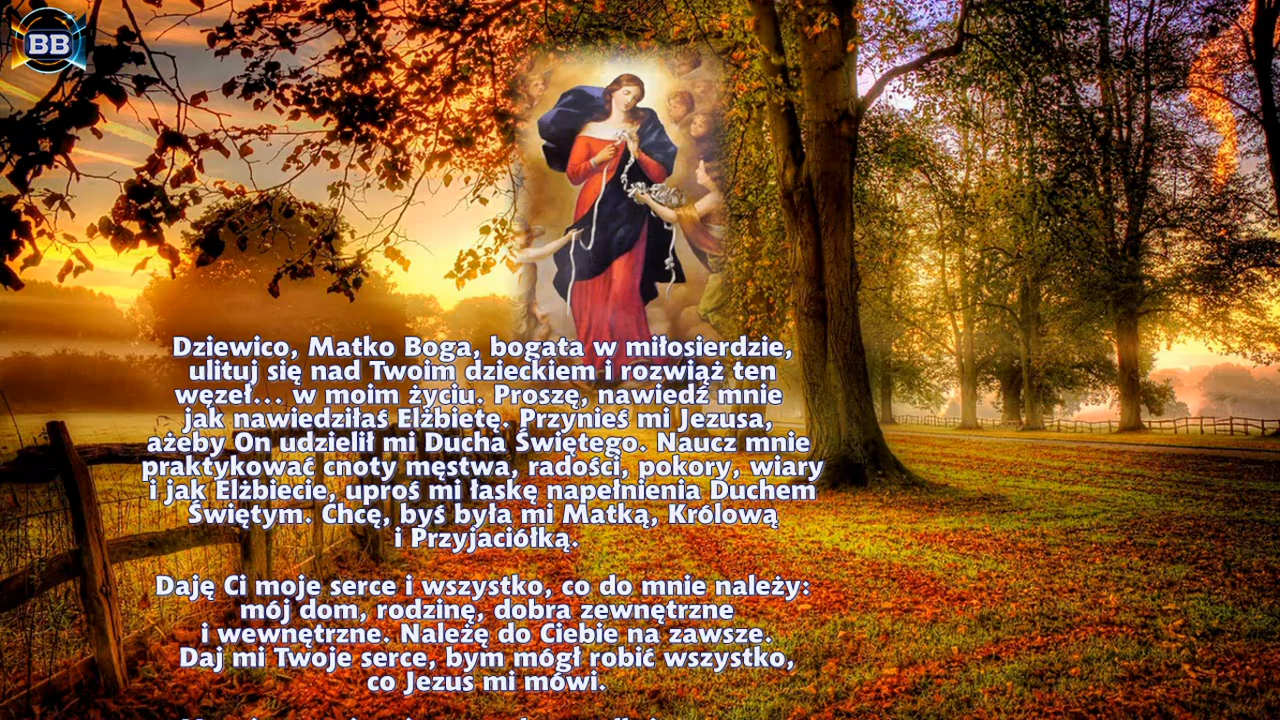 BB
Dziewico, Matko Boga, bogata w miłosierdzie,
ulituj się nad Twoim dzieckiem i rozwiąż ten
węzeł... w moim życiu. Proszę, nawiedź mnie
jak nawiedziłaś Elżbietę. Przynieś mi Jezusa,
ażeby On udzielił mi Ducha Świętego. Naucz mnie
praktykować cnoty męstwa, radości, pokory, wiary
i jak Elżbiecie, uproś mi łaskę napełnienia Duchem
Świętym. Chcę, byś była mi Matką, Królową
i Przyjaciółką.
Daję Ci moje serce i wszystko, co do mnie należy:
mój dom, rodzinę, dobra zewnętrzne
i wewnętrzne. Należę do Ciebie na zawsze.
Daj mi Twoje serce, bym mógł robić wszystko,
co Jezus mi mówi.